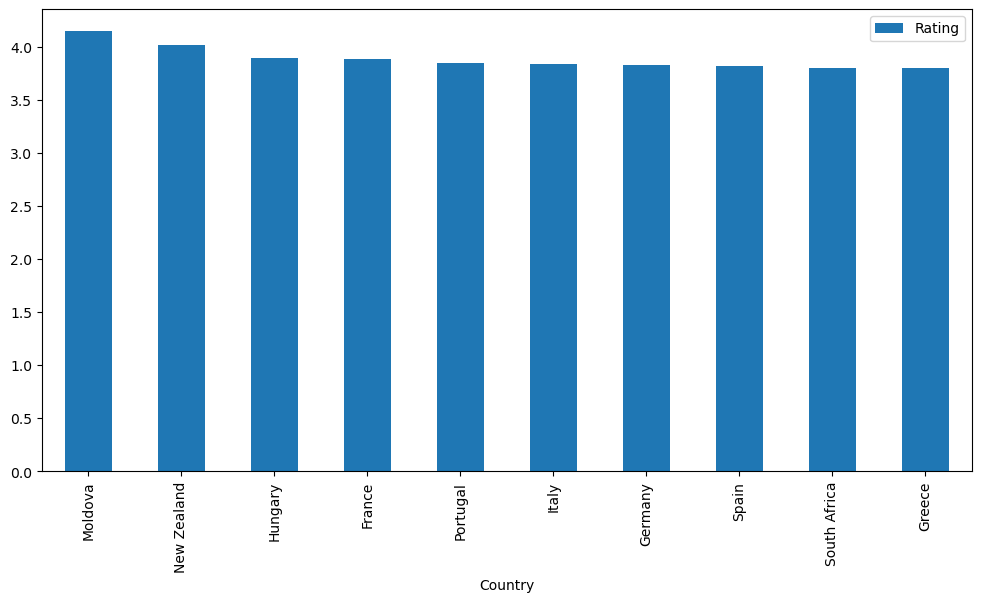 Rating
4.0
3.5
3.0
2.5
2.0
1.5
1.0
0.5
0.0
Moldova
New Zealand
Hungary
France
Portugal
Italy
Germany
Spain
South Africa
Greece
Country